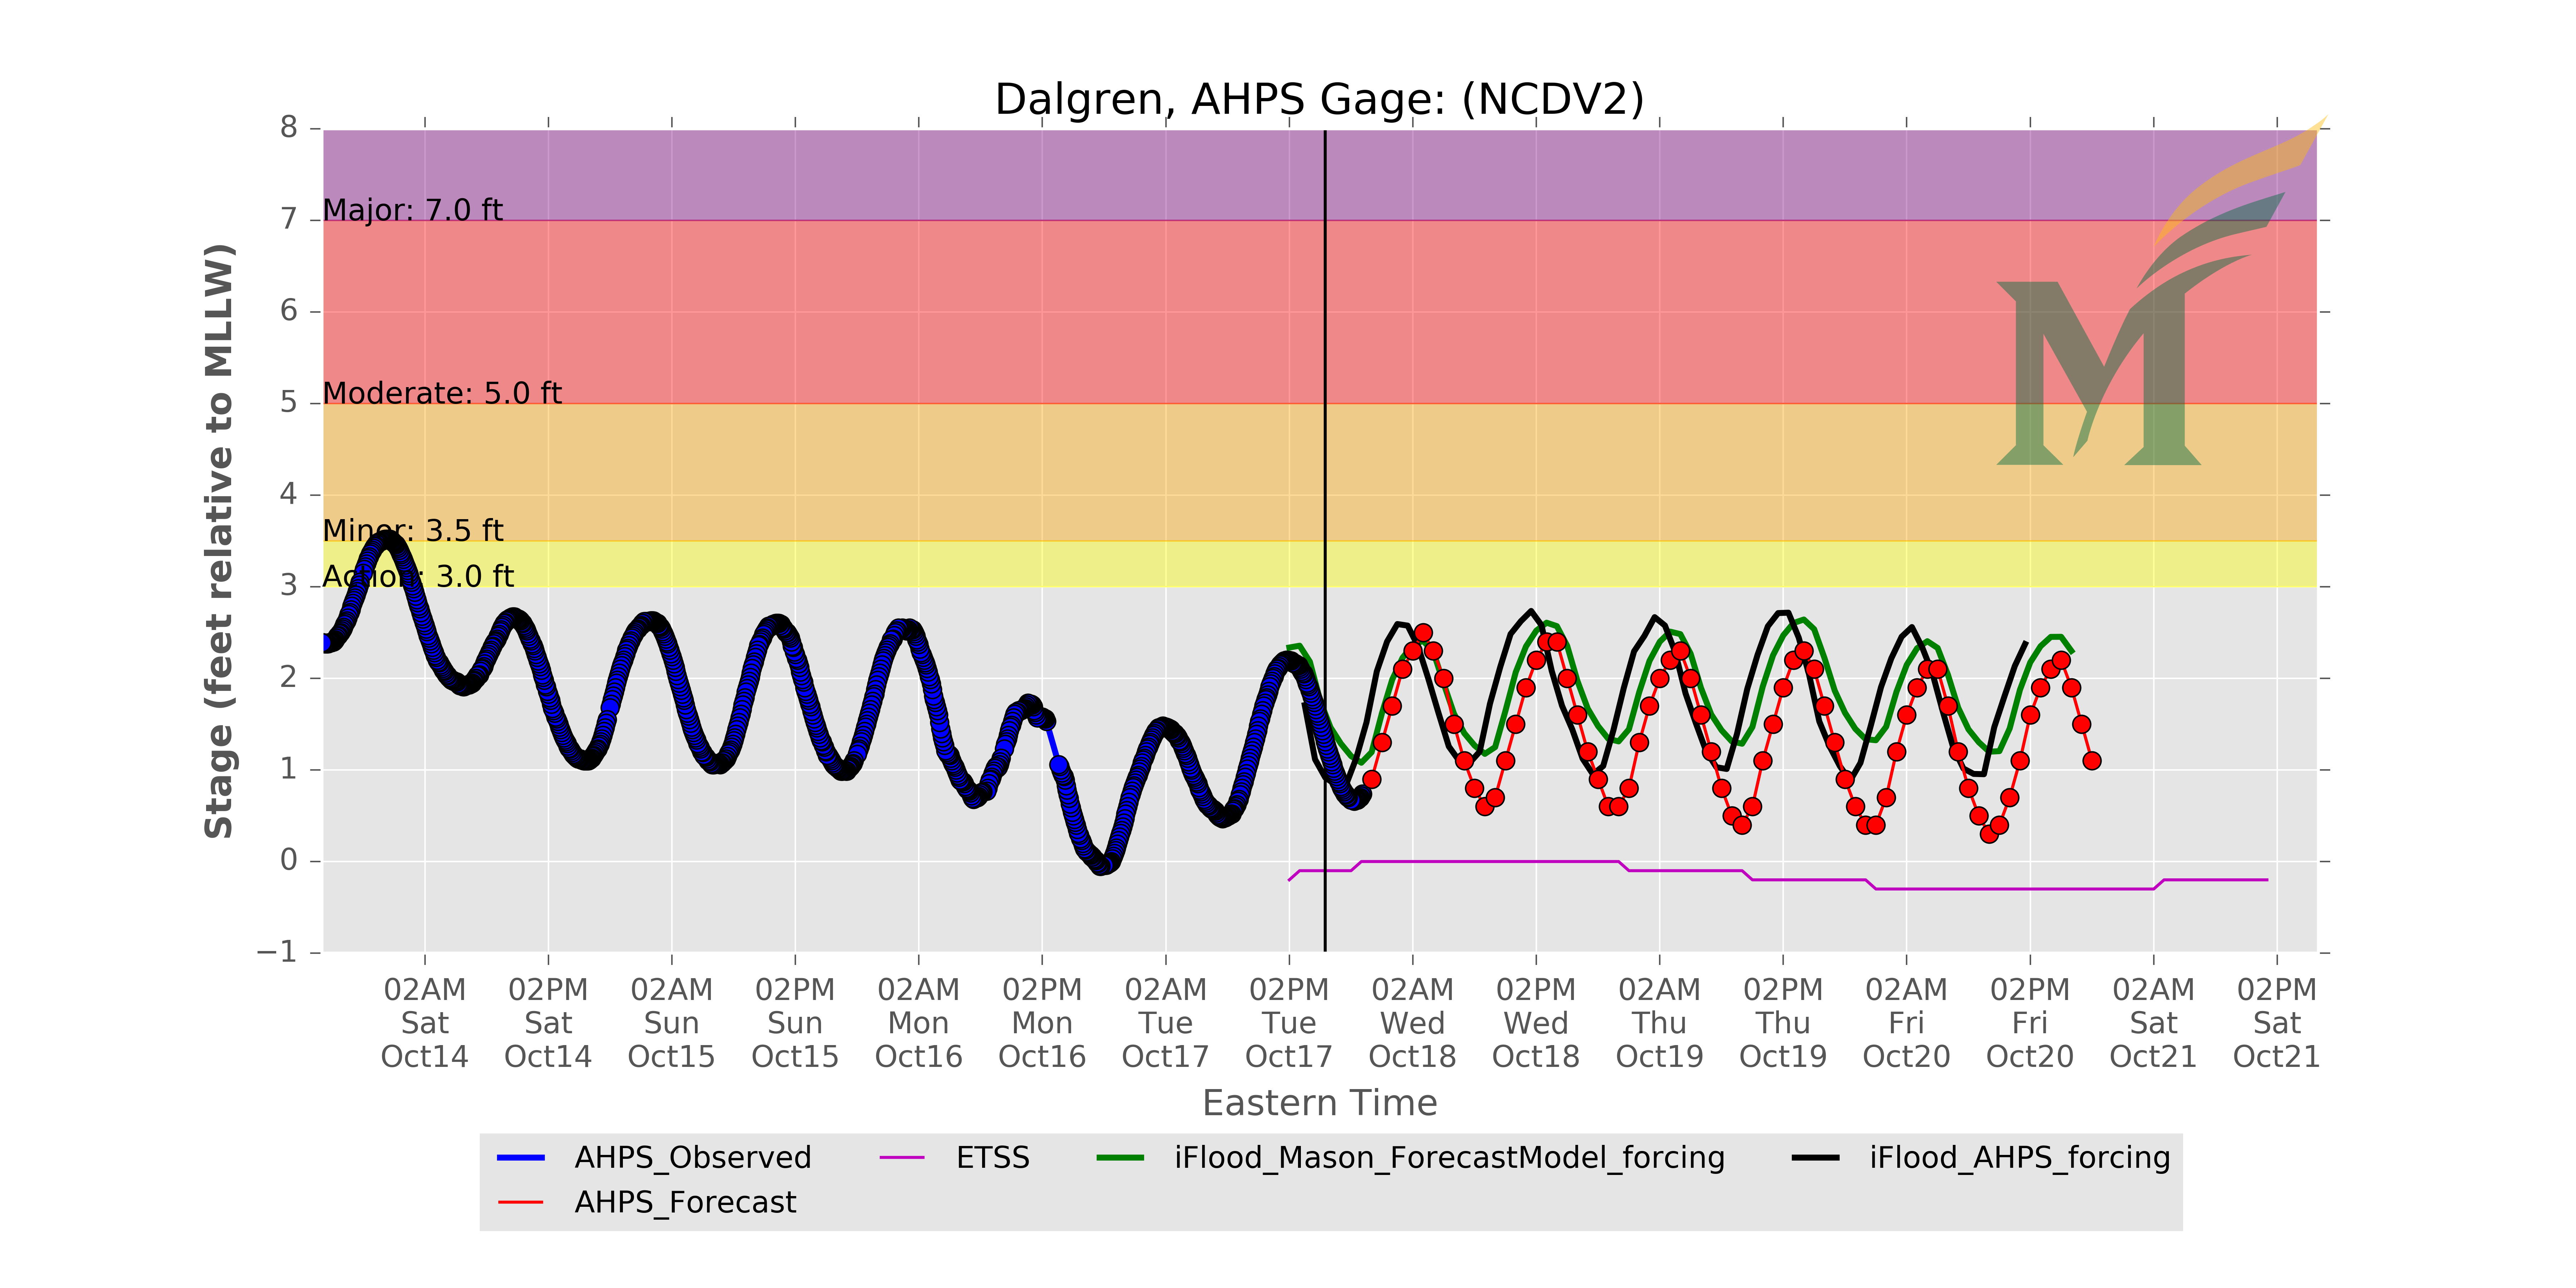 Dalgren, AHPS Gage: (NCDV2)
8
7
6
5
4
3
2
1
0
−1
Stage (feet relative to MLLW)
Major: 7.0 ft
Moderate: 5.0 ft
Minor: 3.5 ft
Action: 3.0 ft
M
02AM 02PM 02AM 02PM 02AM 02PM 02AM 02PM 02AM 02PM 02AM 02PM 02AM 02PM 02AM 02PM
Sat Sat Sun Sun Mon Mon Tue Tue Wed Wed Thu Thu Fri Fri Sat Sat
Oct14 Oct14 Oct15 Oct15 Oct16 Oct16 Oct17 Oct17 Oct18 Oct18 Oct19 Oct19 Oct20 Oct20 Oct21 Oct21
Eastern Time
AHPS_Observed ETSS iFlood_Mason_ForecastModel_forcing iFlood_AHPS_forcing
AHPS_Forecast